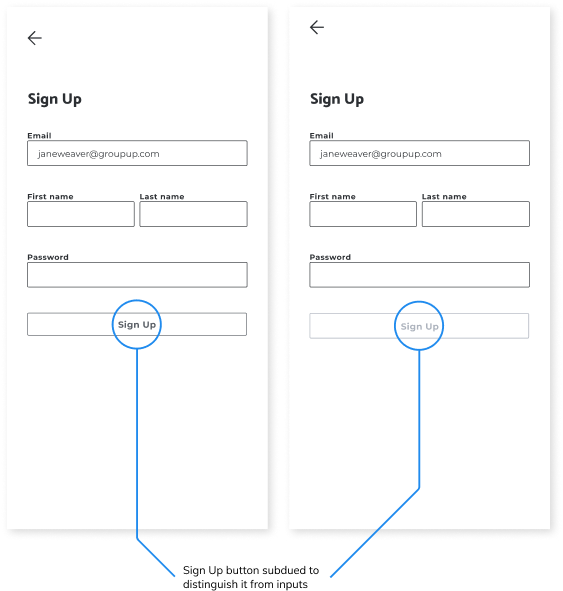 Sign Up
Email
janeweaver@groupup.com
First name Last name
Password
Sign Up
Sign Up
Email
janeweaver@groupup.com
First name Last name
Password
Sign Up
Sign Up button subdued to
distinguish it from inputs